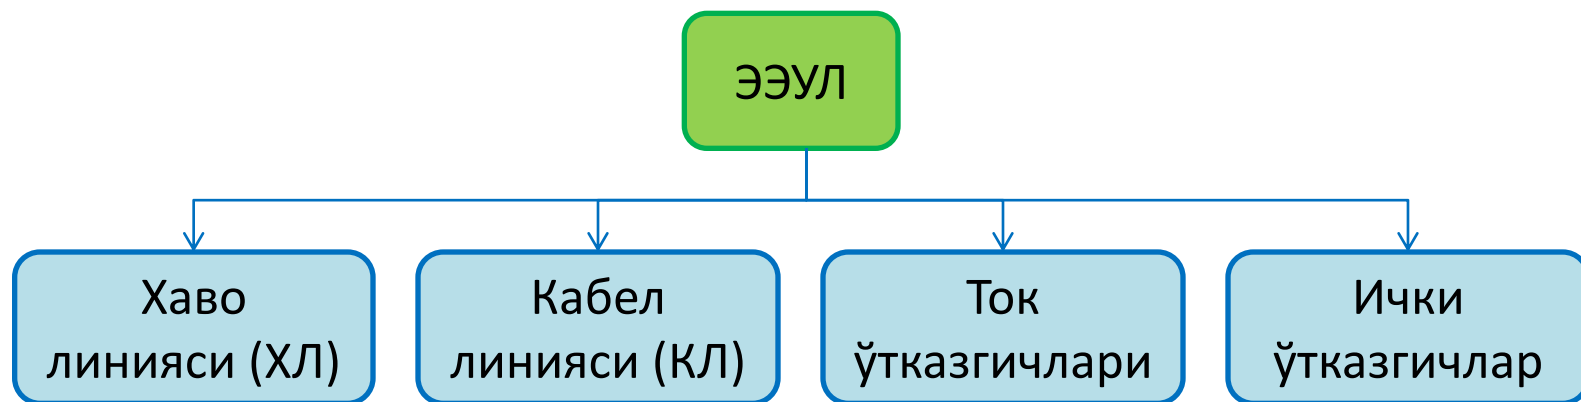 ЭЭУЛ
Хаво
линияси (ХЛ)
Кабел
линияси (КЛ)
Ток
ўтказгичлари
Ички
ўтказгичлар